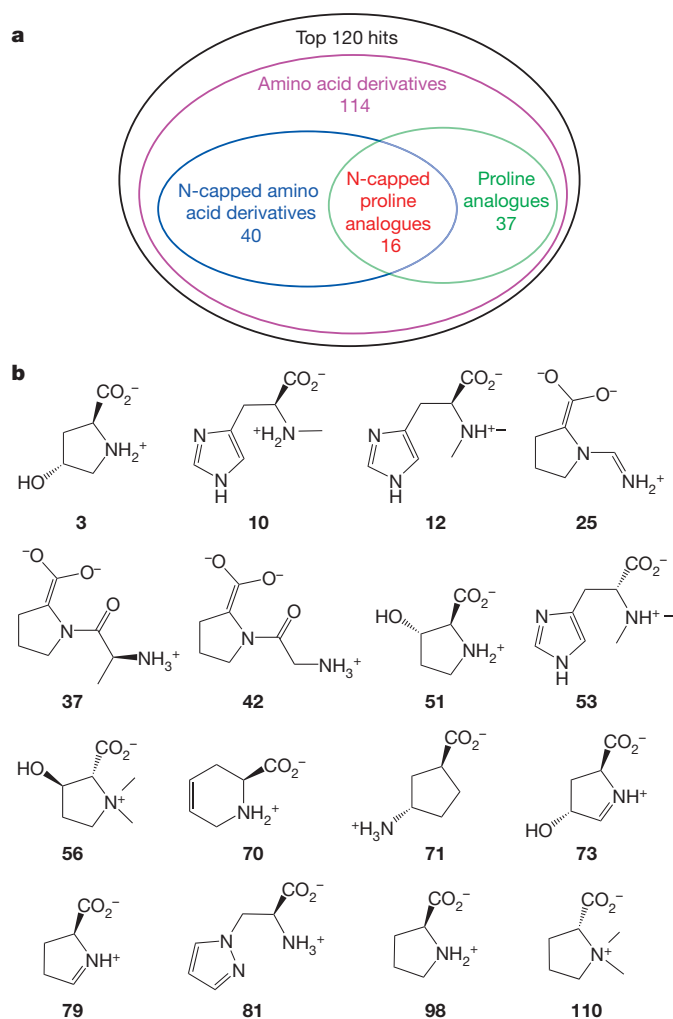 a
Top 120 hits
Amino acid derivatives
114
N-capped amino
acid derivatives
40
N-capped
proline
analogues
16
Proline
analogues
37
b
CO₂⁻
NH₂⁺
HO
3
CO₂⁻
N
⁺H₂N
N
H
10
CO₂⁻
N
NH⁺
N
H
12
⁻O
O⁻
N
NH₂⁺
25
⁻O
O⁻
O
N
NH₃⁺
37
⁻O
O⁻
O
N
NH₃⁺
42
HO
CO₂⁻
NH₂⁺
51
CO₂⁻
N
NH⁺
N
H
53
HO
CO₂⁻
N⁺
56
CO₂⁻
NH₂⁺
70
CO₂⁻
⁺H₃N
71
CO₂⁻
NH⁺
HO
73
CO₂⁻
NH⁺
79
CO₂⁻
N
N
NH₃⁺
81
CO₂⁻
NH₂⁺
98
CO₂⁻
N⁺
110